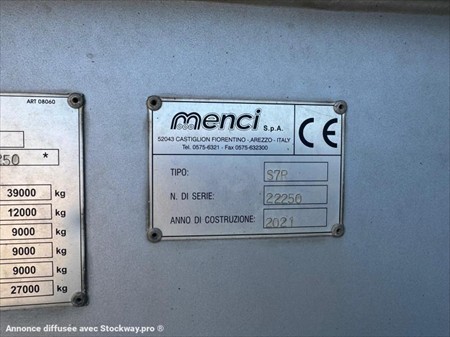 ART 08060
250 *
39000 kg
12000 kg
9000 kg
9000 kg
9000 kg
27000 kg
menci S.p.A.
CE
52043 CASTIGLION FIORENTINO - AREZZO - ITALY
Tel. 0575-6321 - Fax 0575-632300
TIPO: S7R
N. DI SERIE: 22250
ANNO DI COSTRUZIONE: 2021
Annonce diffusée avec Stockway.pro ®